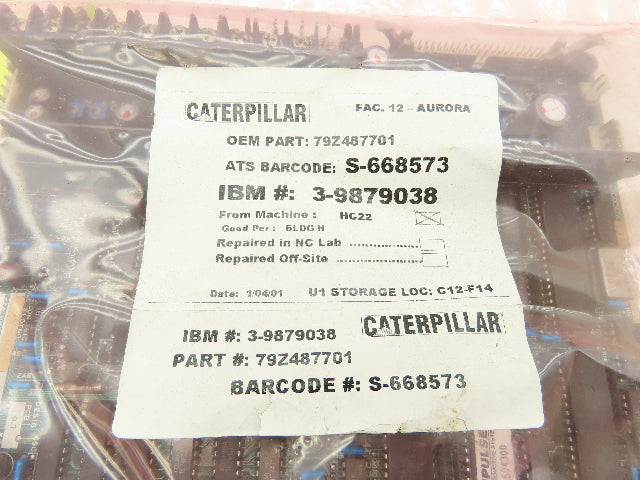 CATERPILLAR FAC. 12 - AURORA
OEM PART: 79Z487701
ATS BARCODE: S-668573
IBM #: 3-9879038
From Machine : HC22
Good Per : BLDG H
Repaired in NC Lab
Repaired Off-Site
Date: 1/04/01 U1 STORAGE LOC: C12-F14
IBM #: 3-9879038 CATERPILLAR
PART #: 79Z487701
BARCODE #: S-668573
PULSE